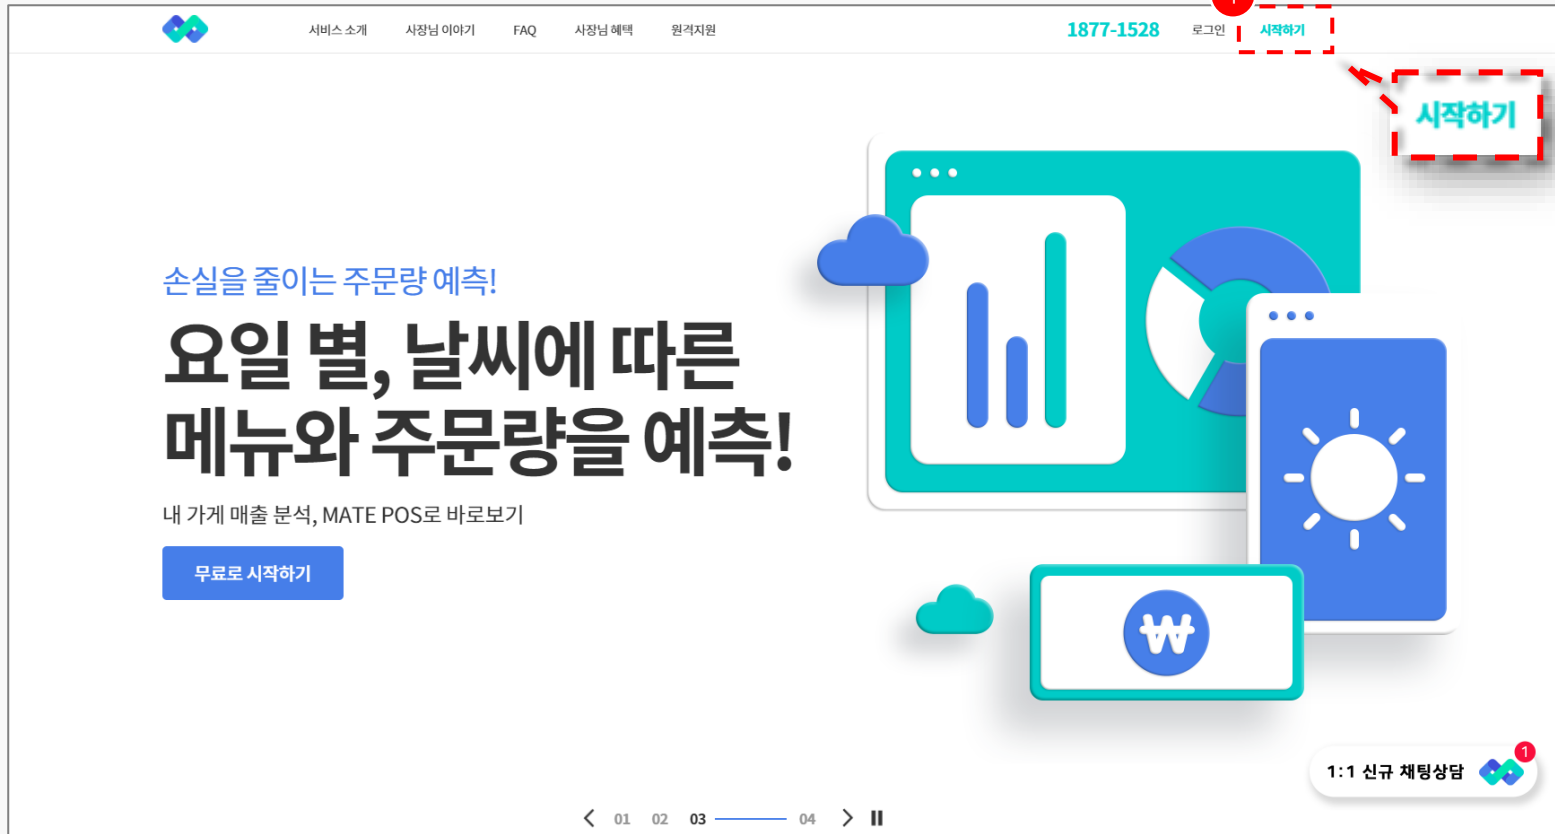 서비스 소개 사장님 이야기 FAQ 사장님 혜택 원격지원 1877-1528 로그인 시작하기
시작하기
손실을 줄이는 주문량 예측!
요일 별, 날씨에 따른
메뉴와 주문량을 예측!
내 가게 매출 분석, MATE POS로 바로보기
무료로 시작하기
₩
1:1 신규 채팅상담 1
01 02 03 04